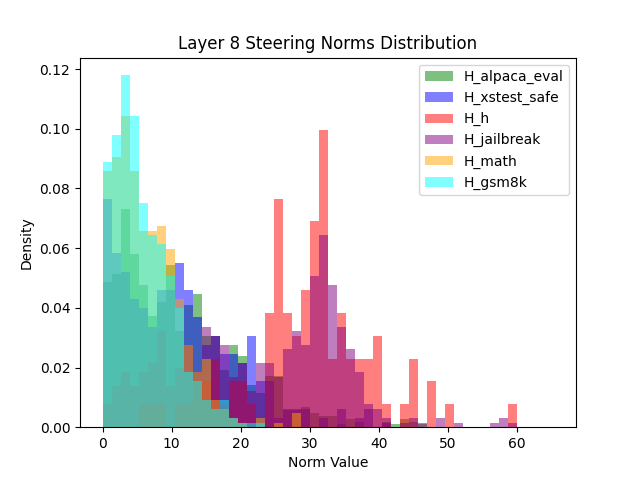 Layer 8 Steering Norms Distribution
0.12
0.10
0.08
0.06
0.04
0.02
0.00
Density
H_alpaca_eval
H_xstest_safe
H_h
H_jailbreak
H_math
H_gsm8k
0 10 20 30 40 50 60
Norm Value